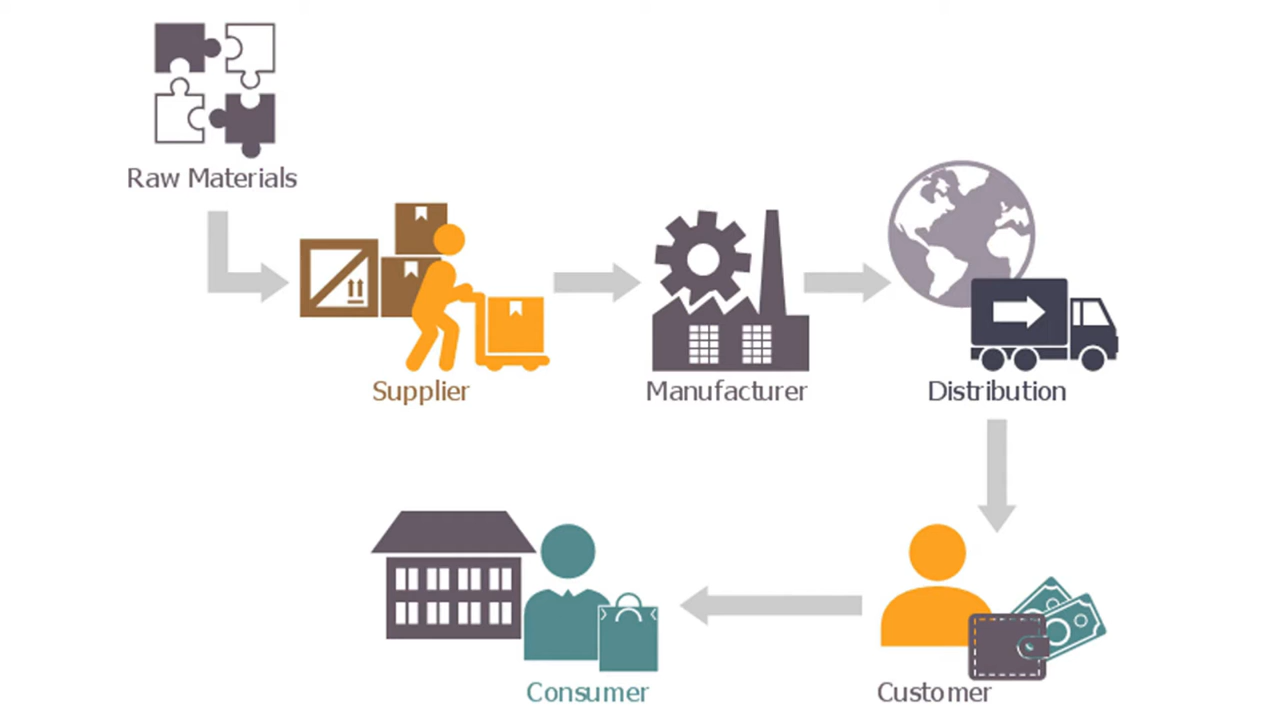 Raw Materials
Supplier
Manufacturer
Distribution
Consumer
Customer